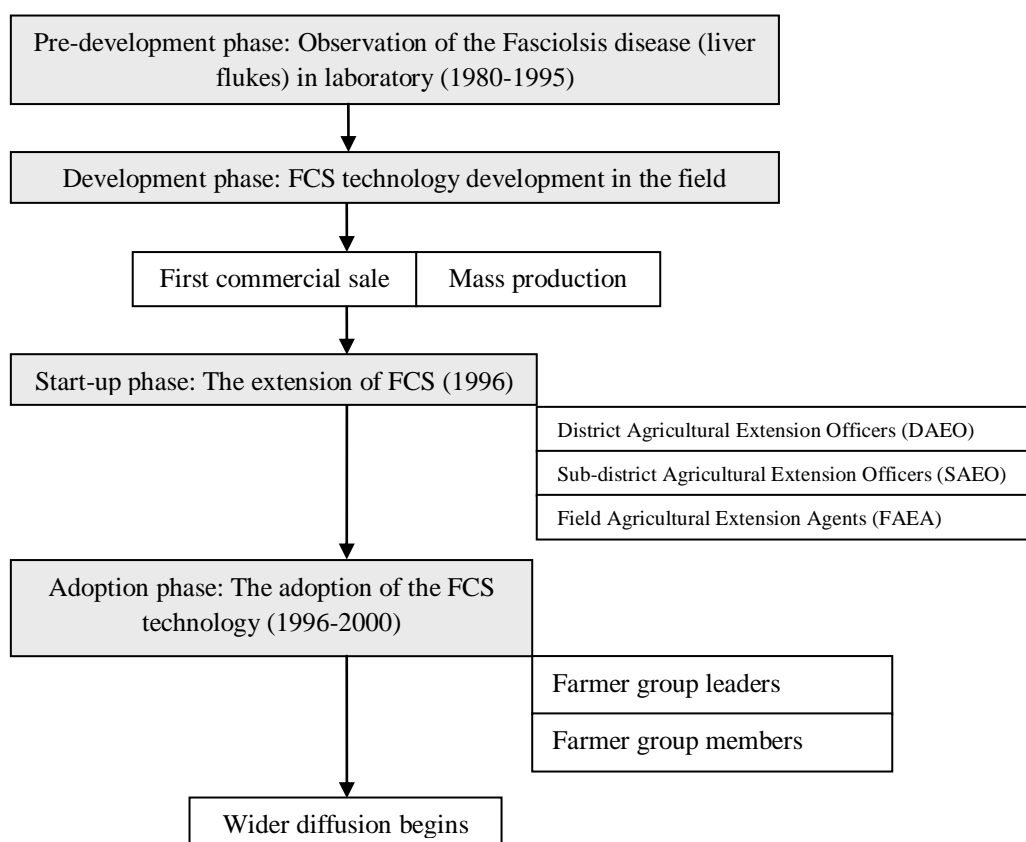 Pre-development phase: Observation of the Fasciolsis disease (liver
flukes) in laboratory (1980-1995)
Development phase: FCS technology development in the field
First commercial sale
Mass production
Start-up phase: The extension of FCS (1996)
District Agricultural Extension Officers (DAEO)
Sub-district Agricultural Extension Officers (SAEO)
Field Agricultural Extension Agents (FAEA)
Adoption phase: The adoption of the FCS
technology (1996-2000)
Farmer group leaders
Farmer group members
Wider diffusion begins